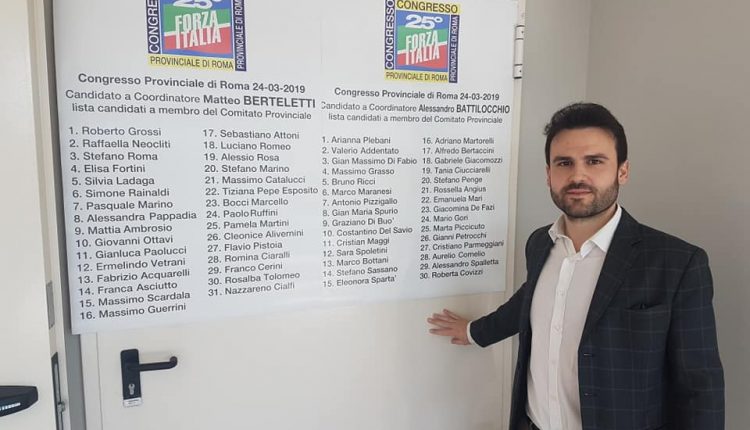 CONGRESSO
25°
FORZA
ITALIA
PROVINCIALE DI ROMA
PROVINCIALE DI ROMA
Congresso Provinciale di Roma 24-03-2019
Candidato a Coordinatore Matteo BERTELETTI
lista candidati a membro del Comitato Provinciale
1. Roberto Grossi
2. Raffaella Neocliti
3. Stefano Roma
4. Elisa Fortini
5. Silvia Ladaga
6. Simone Rainaldi
7. Pasquale Marino
8. Alessandra Pappadia
9. Mattia Ambrosio
10. Giovanni Ottavi
11. Gianluca Paolucci
12. Ermelindo Vetrani
13. Fabrizio Acquarelli
14. Franca Asciutto
15. Massimo Scardala
16. Massimo Guerrini
17. Sebastiano Attoni
18. Luciano Romeo
19. Alessio Rosa
20. Stefano Marino
21. Massimo Catalucci
22. Tiziana Pepe Esposito
23. Bocci Marcello
24. Paolo Ruffini
25. Pamela Martini
26. Cleonice Alivernini
27. Flavio Pistoia
28. Romina Ciaralli
29. Franco Cerini
30. Rosalba Tolomeo
31. Nazzareno Cialfi
CONGRESSO
CONGRESSO
25°
FORZA
ITALIA
PROVINCIALE DI ROMA
PROVINCIALE DI ROMA
Congresso Provinciale di Roma 24-03-2019
Candidato a Coordinatore Alessandro BATTILOCCHIO
lista candidati a membro del Comitato Provinciale
1. Arianna Plebani
2. Valerio Addentato
3. Gian Massimo Di Fabio
4. Massimo Grasso
5. Bruno Ricci
6. Marco Maranesi
7. Antonio Pizzigallo
8. Gian Maria Spurio
9. Graziano Di Buo'
10. Costantino Del Savio
11. Cristian Maggi
12. Sara Spoletini
13. Marco Bottani
14. Stefano Sassano
15. Eleonora Sparta'
16. Adriano Martorelli
17. Alfredo Bertaccini
18. Gabriele Giacomozzi
19. Tania Ciucciarelli
20. Stefano Penge
21. Rossella Angius
22. Emanuela Mari
23. Giacomina De Fazi
24. Mario Gori
25. Marta Piccicuto
26. Gianni Petrocchi
27. Cristiano Parmeggiani
28. Aurelio Cornelio
29. Alessandro Spalletta
30. Roberta Covizzi